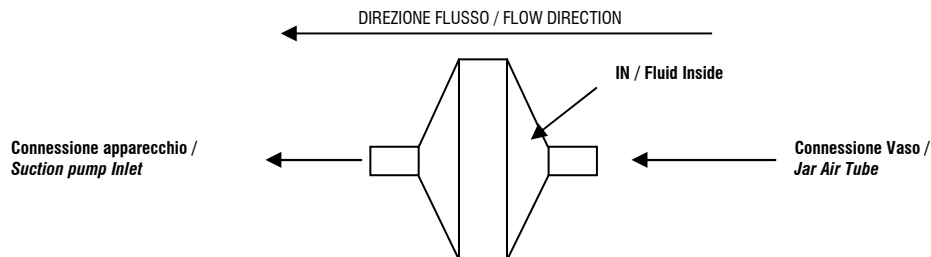 DIREZIONE FLUSSO / FLOW DIRECTION
IN / Fluid Inside
Connessione apparecchio /
Suction pump Inlet
Connessione Vaso /
Jar Air Tube